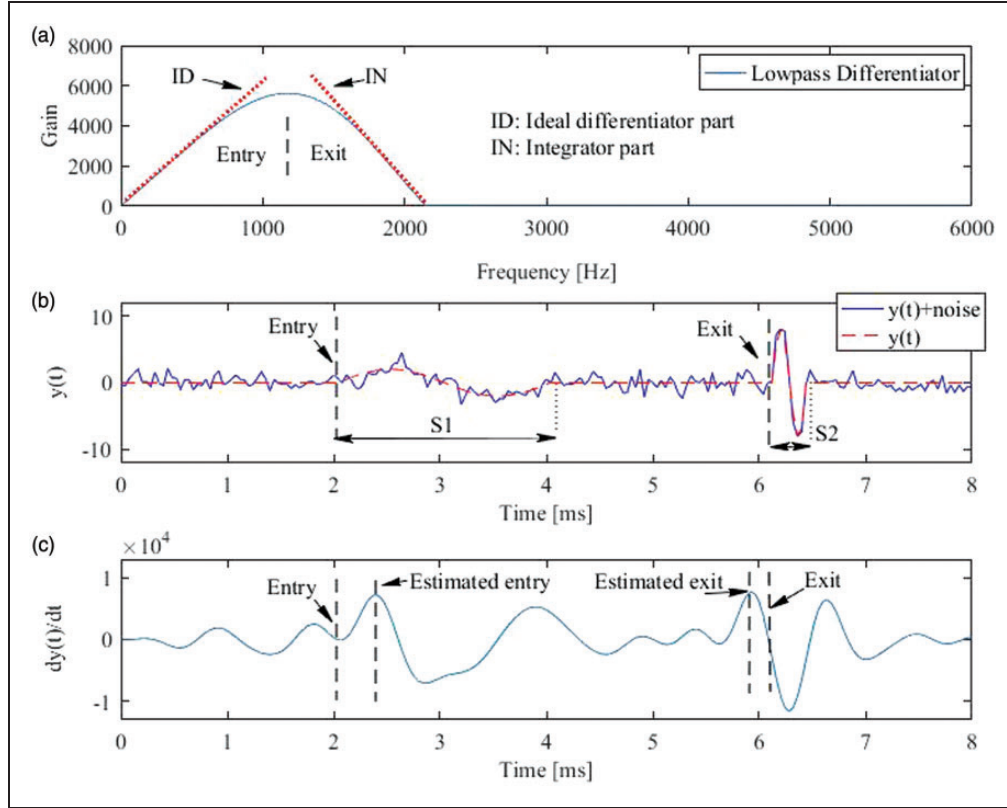 (a)
8000
6000
4000
2000
0
Gain
ID
IN
Lowpass Differentiator
ID: Ideal differentiator part
IN: Integrator part
Entry
Exit
0 1000 2000 3000 4000 5000 6000
Frequency [Hz]
(b)
10
0
-10
y(t)
Entry
Exit
y(t)+noise
y(t)
S1
S2
0 1 2 3 4 5 6 7 8
Time [ms]
(c)
×10^4
1
0
-1
dy(t)/dt
Entry
Estimated entry
Estimated exit
Exit
0 1 2 3 4 5 6 7 8
Time [ms]